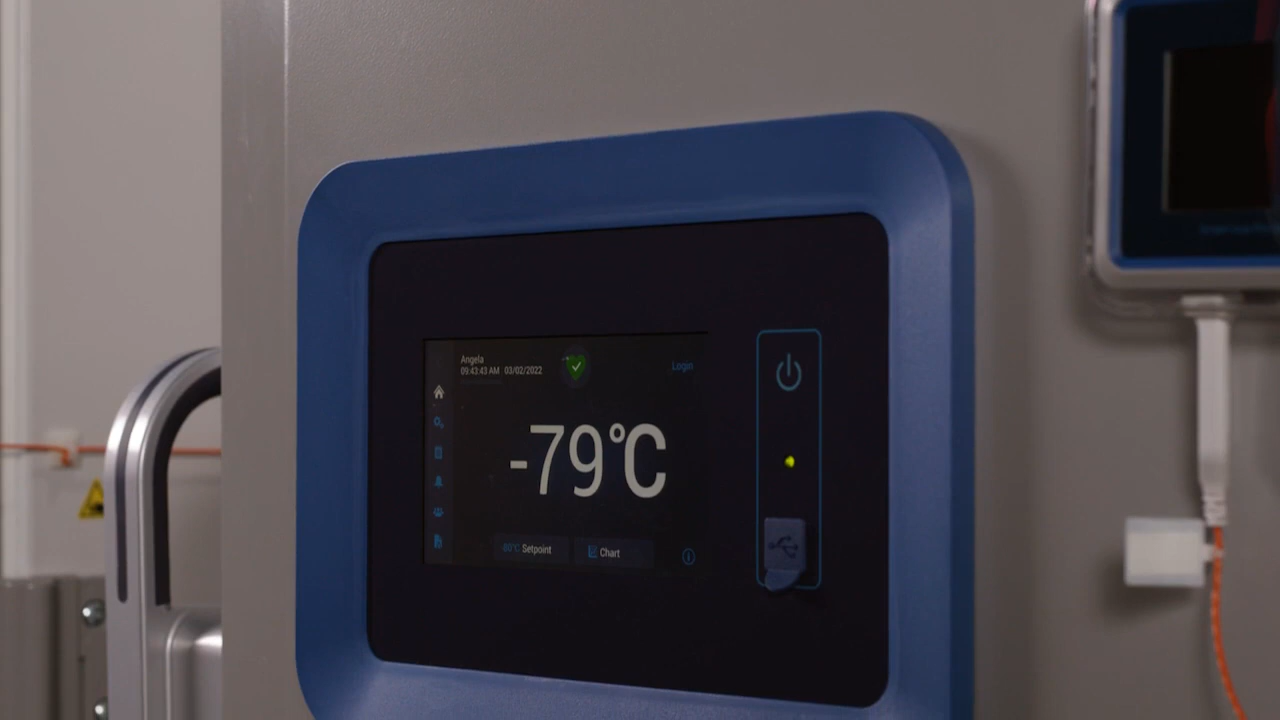 Angela
09:43:43 AM 03/02/2022
Login
-79°C
Setpoint
Chart